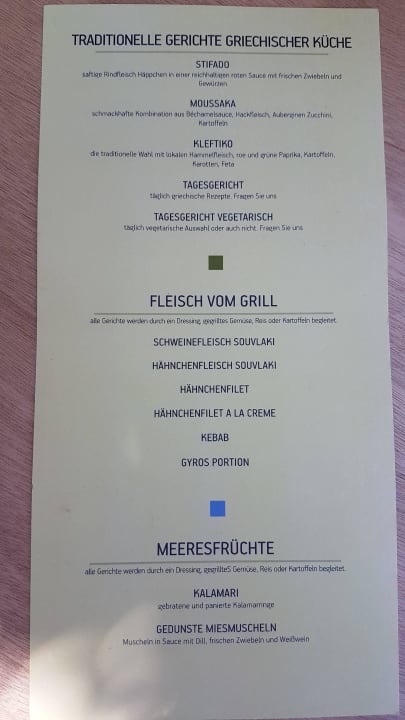 TRADITIONELLE GERICHTE GRIECHISCHER KÜCHE
STIFADO
saftige Rindfleisch Häppchen in einer reichhaltigen roten Sauce mit frischen Zwiebeln und
Gewürzen
MOUSSAKA
schmackhafte Kombination aus Béchamelsauce, Hackfleisch, Auberginen Zucchini,
Kartoffeln
KLEFTIKO
die traditionelle Wahl mit lokalen Hammelfleisch, roe und grüne Paprika, Kartoffeln,
Karotten, Feta
TAGESGERICHT
täglich griechische Rezepte. Fragen Sie uns
TAGESGERICHT VEGETARISCH
täglich vegetarische Auswahl oder auch nicht. Fragen Sie uns
FLEISCH VOM GRILL
alle Gerichte werden durch ein Dressing, gegrilltes Gemüse, Reis oder Kartoffeln begleitet.
SCHWEINEFLEISCH SOUVLAKI
HÄHNCHENFLEISCH SOUVLAKI
HÄHNCHENFILET
HÄHNCHENFILET A LA CREME
KEBAB
GYROS PORTION
MEERESFRÜCHTE
alle Gerichte werden durch ein Dressing, gegrillteS Gemüse, Reis oder Kartoffeln begleitet.
KALAMARI
gebratene und panierte Kalamarringe
GEDUNSTE MIESMUSCHELN
Muscheln in Sauce mit Dill, frischen Zwiebeln und Weißwein